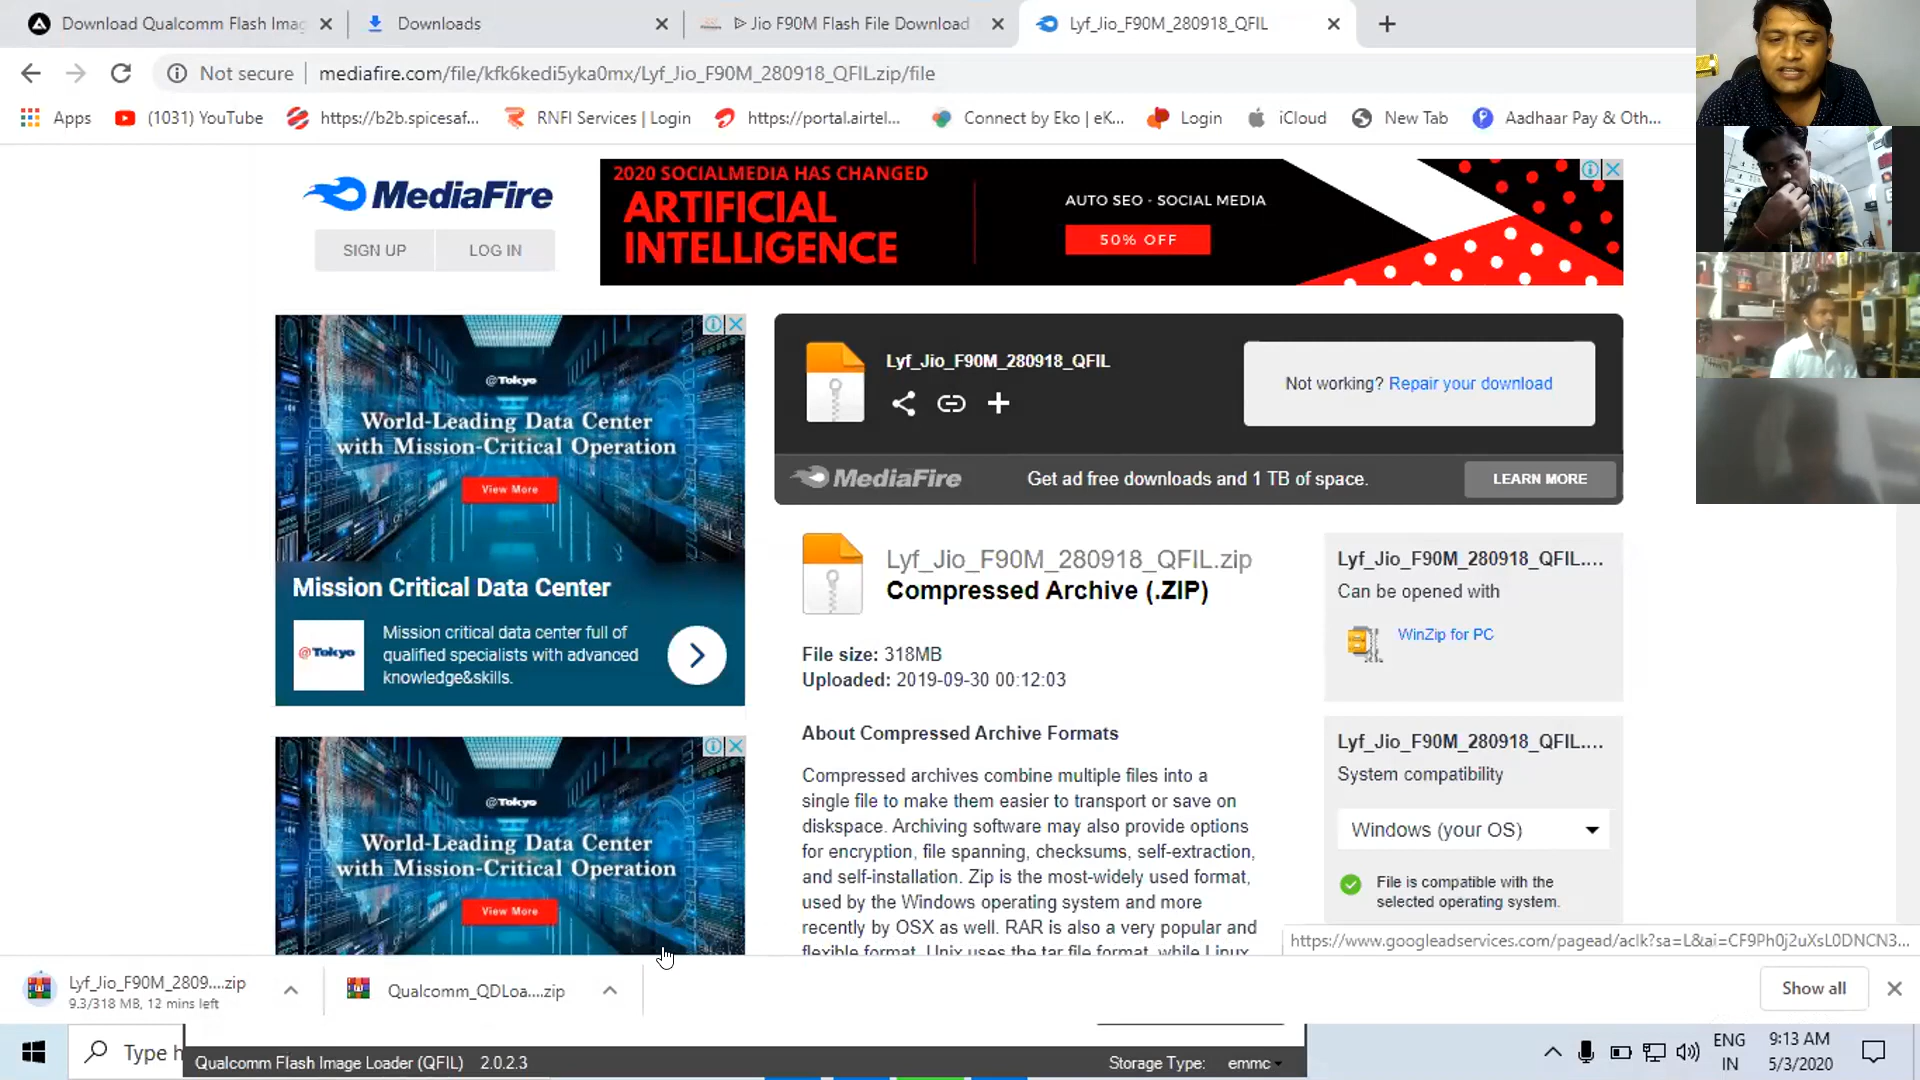 Download Qualcomm Flash Imag
Downloads
ᐉ Jio F90M Flash File Download
Lyf_Jio_F90M_280918_QFIL
Not secure
mediafire.com/file/kfk6kedi5yka0mx/Lyf_Jio_F90M_280918_QFIL.zip/file
Apps
(1031) YouTube
https://b2b.spicesaf...
RNFI Services | Login
https://portal.airtel...
Connect by Eko | eK...
Login
iCloud
New Tab
Aadhaar Pay & Oth...
MediaFire
SIGN UP
LOG IN
2020 SOCIALMEDIA HAS CHANGED
ARTIFICIAL
INTELLIGENCE
AUTO SEO - SOCIAL MEDIA
50% OFF
@Tokyo
World-Leading Data Center
with Mission-Critical Operation
View More
Mission Critical Data Center
@Tokyo
Mission critical data center full of
qualified specialists with advanced
knowledge&skills.
@Tokyo
World-Leading Data Center
with Mission-Critical Operation
View More
Lyf_Jio_F90M_280918_QFIL
Not working? Repair your download
MediaFire
Get ad free downloads and 1 TB of space.
LEARN MORE
Lyf_Jio_F90M_280918_QFIL.zip
Compressed Archive (.ZIP)
File size: 318MB
Uploaded: 2019-09-30 00:12:03
About Compressed Archive Formats
Compressed archives combine multiple files into a
single file to make them easier to transport or save on
diskspace. Archiving software may also provide options
for encryption, file spanning, checksums, self-extraction,
and self-installation. Zip is the most-widely used format,
used by the Windows operating system and more
recently by OSX as well. RAR is also a very popular and
flexible format. Unix uses the tar file format, while Linux
Lyf_Jio_F90M_280918_QFIL....
Can be opened with
WinZip for PC
Lyf_Jio_F90M_280918_QFIL....
System compatibility
Windows (your OS)
File is compatible with the
selected operating system.
https://www.googleadservices.com/pagead/aclk?sa=L&ai=CF9Ph0j2uXsL0DNCN3...
Lyf_Jio_F90M_2809....zip
9.3/318 MB, 12 mins left
Qualcomm_QDLoa....zip
Show all
Type h
Qualcomm Flash Image Loader (QFIL) 2.0.2.3
Storage Type: emmc
ENG
IN
9:13 AM
5/3/2020